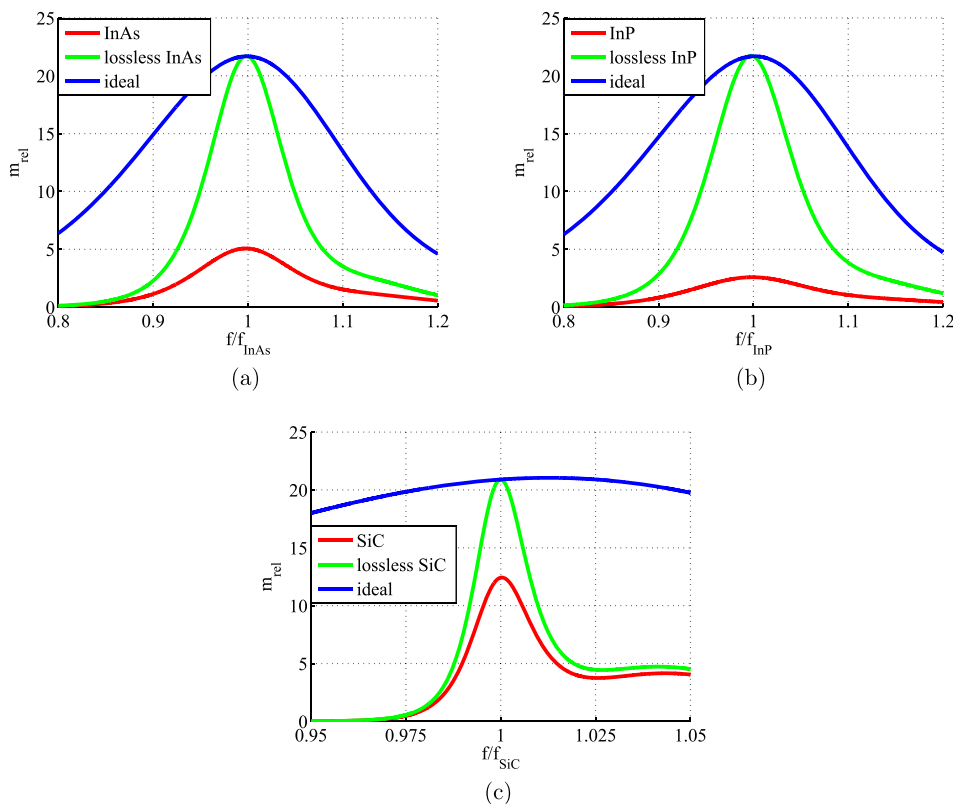 25
20
15
10
5
0
m_rel
InAs
lossless InAs
ideal
0.8
0.9
1
1.1
1.2
f/f_InAs
(a)
25
20
15
10
5
0
m_rel
InP
lossless InP
ideal
0.8
0.9
1
1.1
1.2
f/f_InP
(b)
25
20
15
10
5
0
m_rel
SiC
lossless SiC
ideal
0.95
0.975
1
1.025
1.05
f/f_SiC
(c)